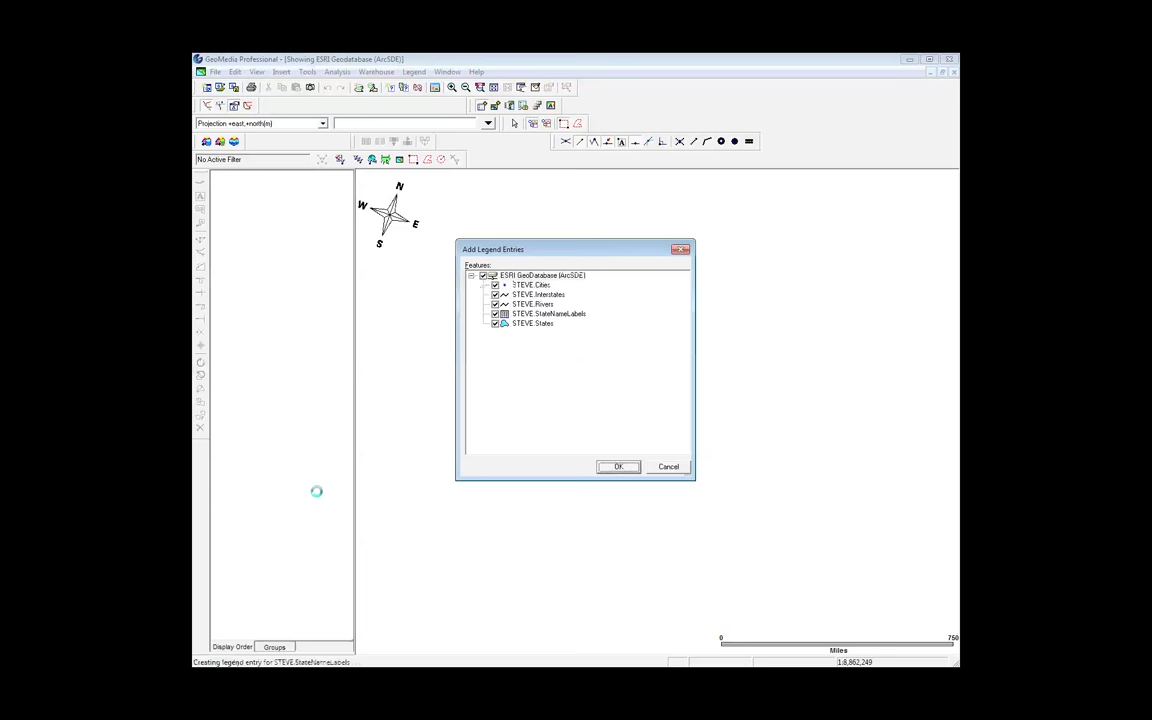 GeoMedia Professional - [Showing ESRI Geodatabase (ArcSDE)]
File Edit View Insert Tools Analysis Warehouse Legend Window Help
Projection +east,+north(m)
No Active Filter
N
W
E
S
Add Legend Entries
Features:
ESRI GeoDatabase (ArcSDE)
STEVE.Cities
STEVE.Interstates
STEVE.Rivers
STEVE.StateNameLabels
STEVE.States
OK Cancel
0 750
Miles
Display Order Groups
Creating legend entry for STEVE.StateNameLabels
1:8,862,249